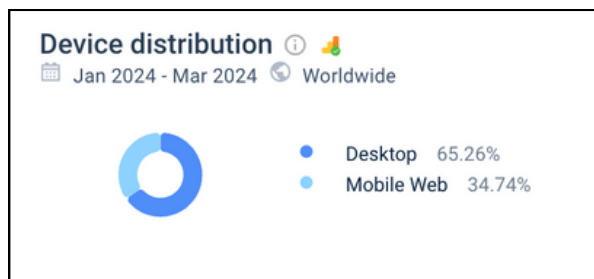 Device distribution
Jan 2024 - Mar 2024 Worldwide
Desktop 65.26%
Mobile Web 34.74%